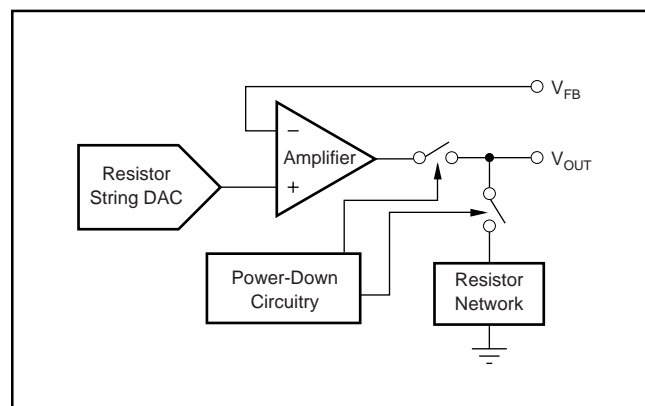 V_FB
−
Amplifier
+
V_OUT
Resistor
String DAC
Power-Down
Circuitry
Resistor
Network